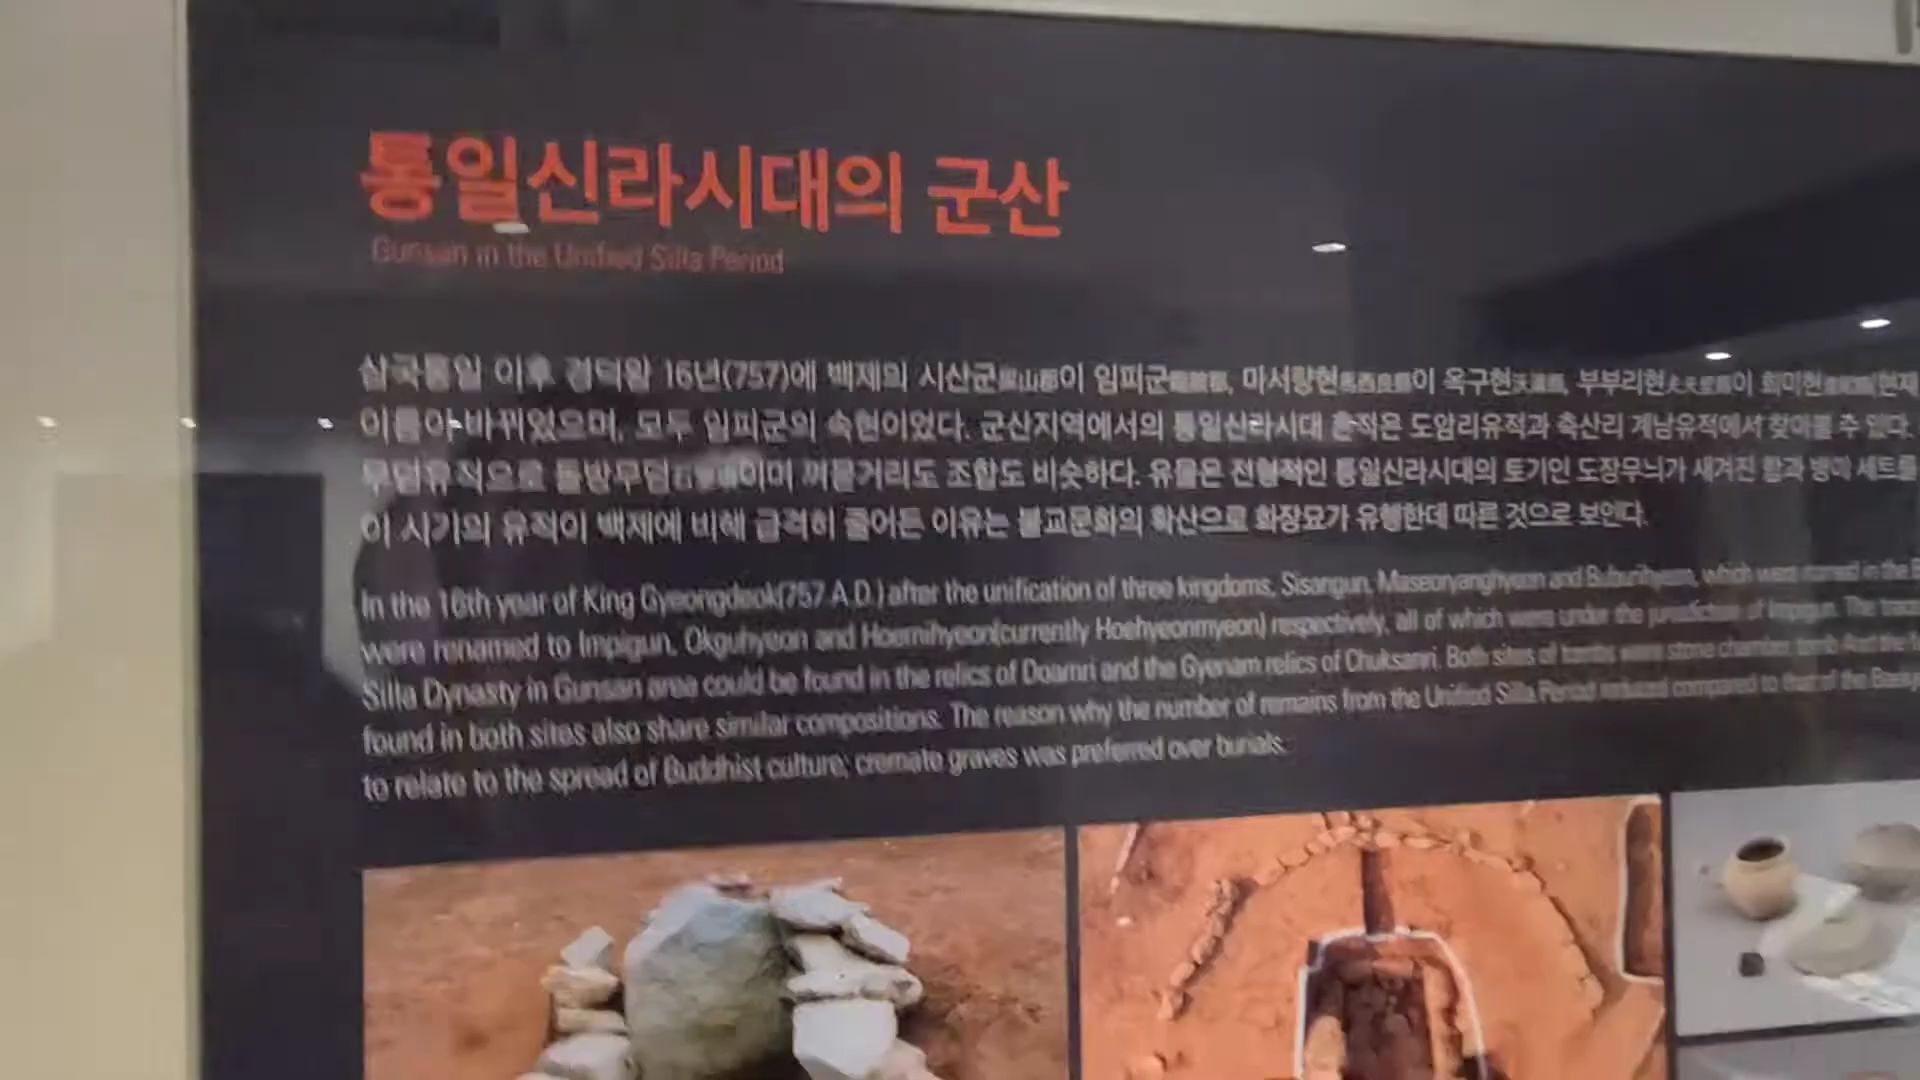 통일신라시대의 군산
Gunsan in the Unified Silla Period
삼국통일 이후 경덕왕 16년(757)에 백제의 시산군이 임피군, 마서량현이 옥구현, 부부리현이 회미현(현재
이름이 바뀌었으며, 모두 임피군의 속현이었다. 군산지역에서의 통일신라시대 흔적은 도암리유적과 축산리 계남유적에서 찾아볼 수 있다.
무덤유적으로 돌방무덤이며 껴묻거리도 조합도 비슷하다. 유물은 전형적인 통일신라시대의 토기인 도장무늬가 새겨진 합과 병이 세트를
이 시기의 유적이 백제에 비해 급격히 줄어든 이유는 불교문화의 확산으로 화장묘가 유행한데 따른 것으로 보인다.
In the 16th year of King Gyeongdeok(757 A.D.) after the unification of three kingdoms, Sisangun, Maseoryanghyeon and Buburihyeon, which were named in the
were renamed to Impigun, Okguhyeon and Hoemihyeon(currently Hoehyeonmyeon) respectively, all of which were under the jurisdiction of Impigun. The
Silla Dynasty in Gunsan area could be found in the relics of Doamri and the Gyenam relics of Chuksanri. Both sites of tombs were stone chamber tomb And the
found in both sites also share similar compositions. The reason why the number of remains from the Unified Silla Period reduced compared to that of the
to relate to the spread of Buddhist culture; cremate graves was preferred over burials.